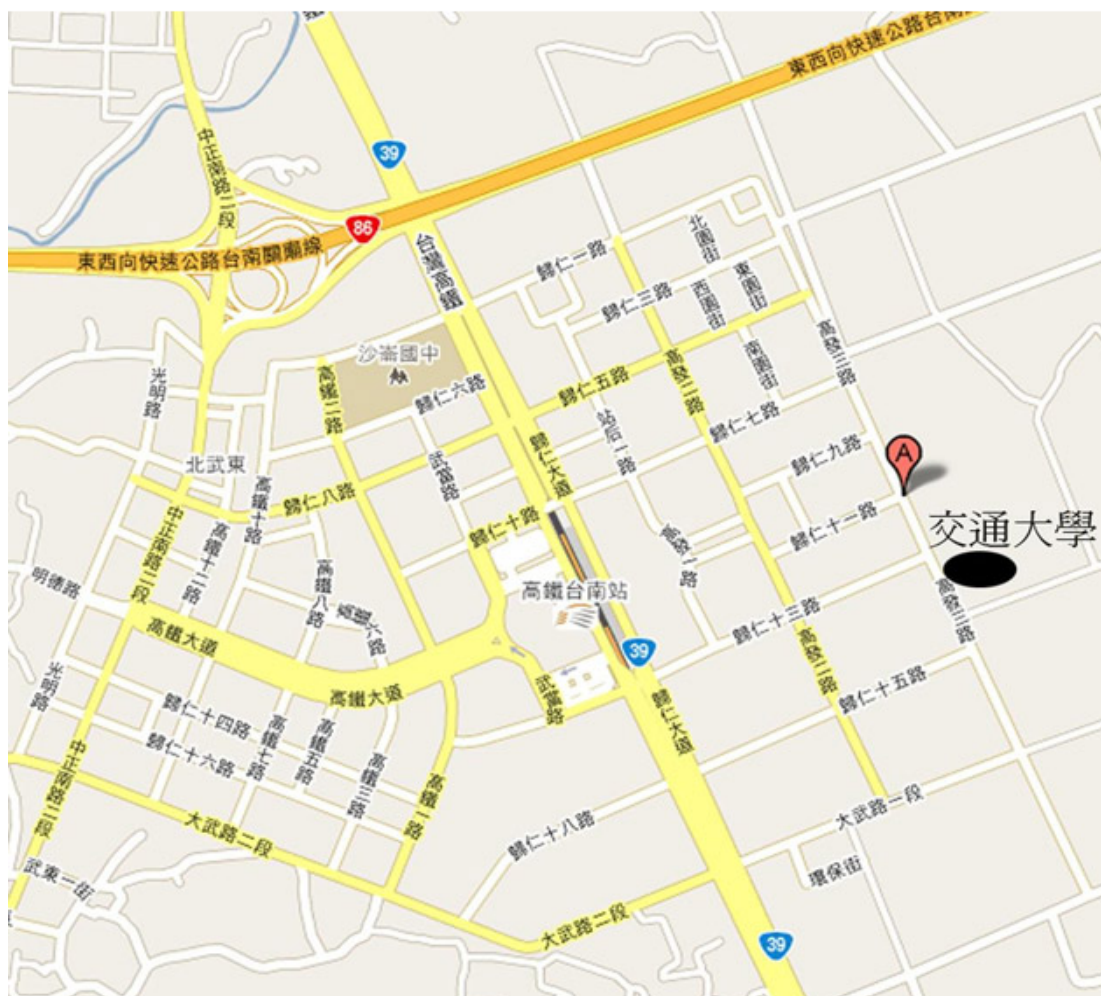 東西向快速公路台南
東西向快速公路
39
中正南路二段
86
東西向快速公路台南關廟線
台灣高鐵
歸仁一路
北園街
東園街
歸仁三路
西園街
沙崙國中
高鐵二路
光明路
高發二路
高發三路
南園街
歸仁五路
歸仁六路
站后一路
歸仁七路
歸仁大道
武當路
北武東
A
歸仁九路
高鐵十路
歸仁八路
歸仁十路
歸仁十一路
交通大學
中正南路二段
高鐵十二路
高發一路
高鐵八路
明德路
高鐵六路
高鐵台南站
歸仁十三路
高發三路
高鐵大道
39
高發二路
光明路
高鐵大道
武當路
歸仁十五路
歸仁大道
歸仁十四路
高鐵七路
高鐵五路
歸仁十六路
高鐵三路
高鐵一路
中正南路二段
大武路一段
大武路二段
歸仁十八路
環保街
武東一街
大武路二段
39